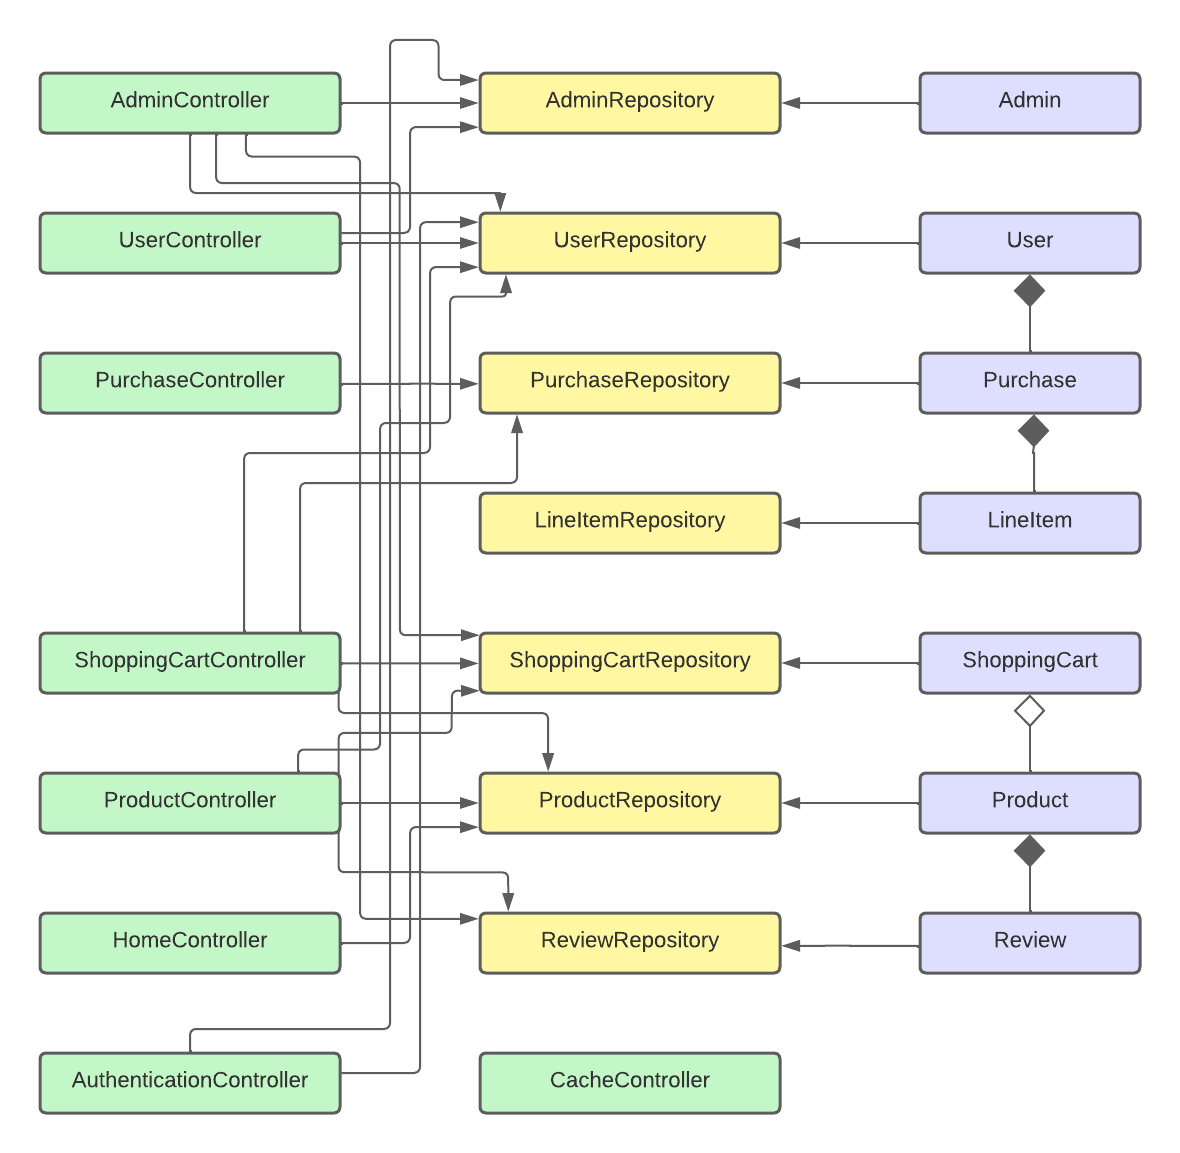 AdminController
AdminRepository
Admin
UserController
UserRepository
User
PurchaseController
PurchaseRepository
Purchase
LineItemRepository
LineItem
ShoppingCartController
ShoppingCartRepository
ShoppingCart
ProductController
ProductRepository
Product
HomeController
ReviewRepository
Review
AuthenticationController
CacheController